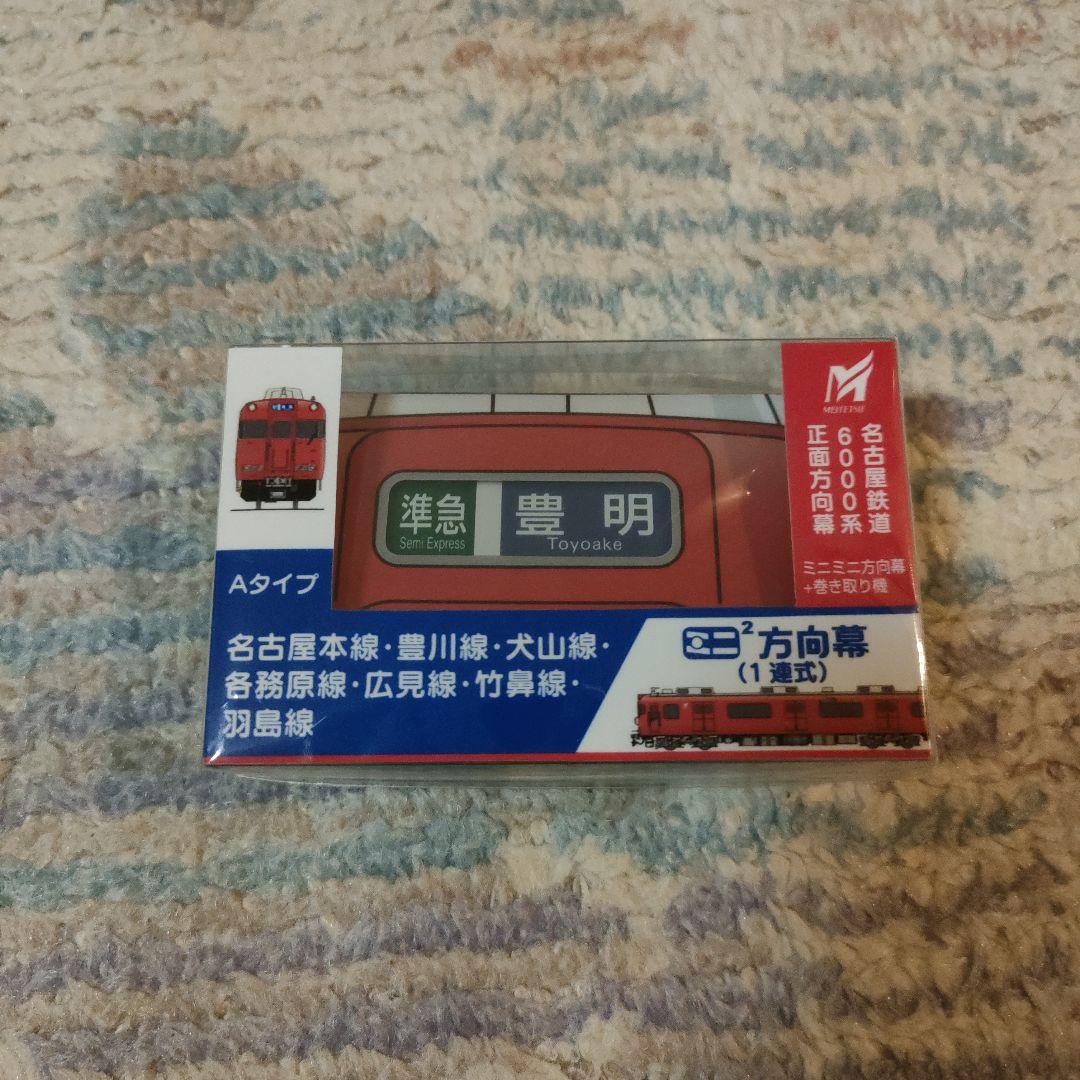 MEITETSU
名古屋鉄道
6000系
正面方向幕
ミニミニ方向幕
+巻き取り機
準急
Semi Express
豊明
Toyoake
Aタイプ
名古屋本線・豊川線・犬山線・
各務原線・広見線・竹鼻線・
羽島線
ミニ²方向幕
(1連式)